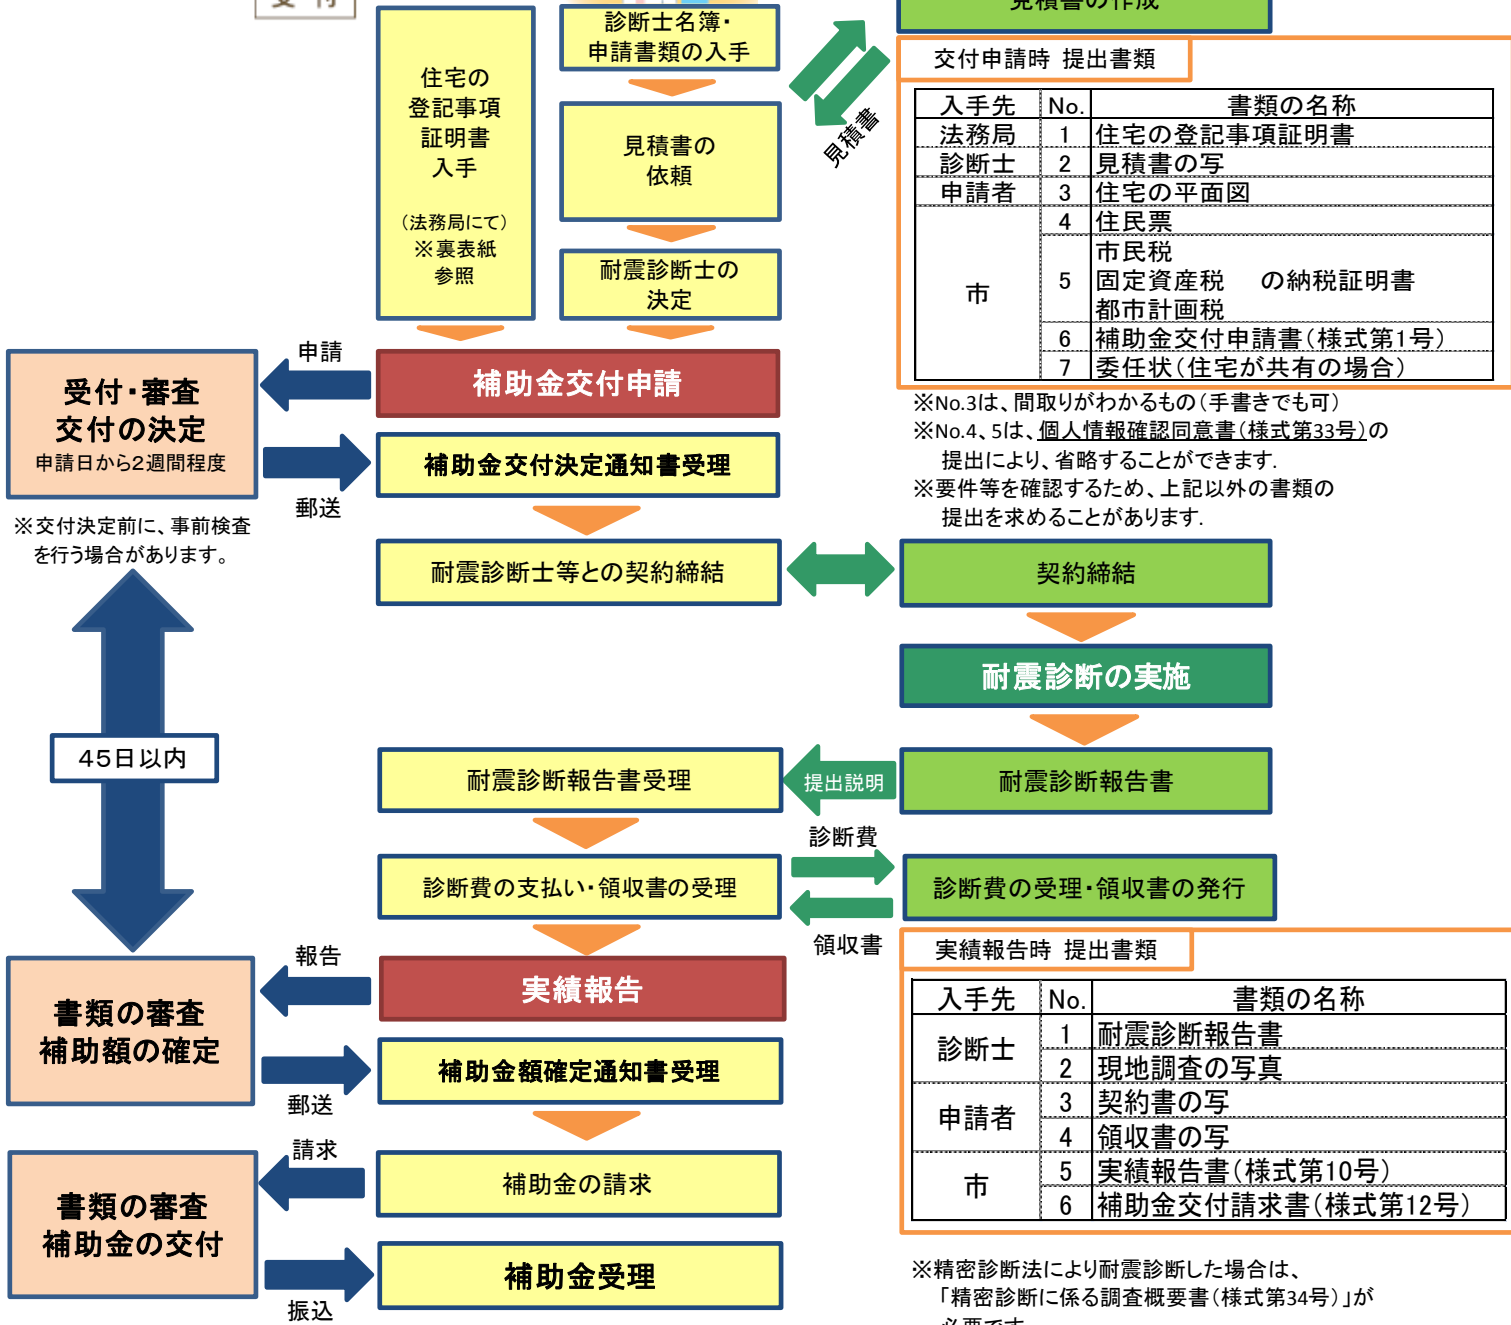 受 付
診断士名簿・
申請書類の入手
見積書の作成
住宅の
登記事項
証明書
入手
（法務局にて）
※裏表紙
参照
見積書の
依頼
耐震診断士の
決定
見積書
交付申請時 提出書類
入手先 No. 書類の名称
法務局 1 住宅の登記事項証明書
診断士 2 見積書の写
申請者 3 住宅の平面図
市 4 住民票
5 市民税
固定資産税 の納税証明書
都市計画税
6 補助金交付申請書（様式第1号）
7 委任状（住宅が共有の場合）
※No.3は、間取りがわかるもの（手書きでも可）
※No.4、5は、個人情報確認同意書（様式第33号）の
提出により、省略することができます.
※要件等を確認するため、上記以外の書類の
提出を求めることがあります.
申請
補助金交付申請
受付・審査
交付の決定
申請日から2週間程度
郵送
補助金交付決定通知書受理
※交付決定前に、事前検査
を行う場合があります。
耐震診断士等との契約締結
契約締結
耐震診断の実施
45日以内
耐震診断報告書受理
提出説明
耐震診断報告書
診断費
診断費の支払い・領収書の受理
診断費の受理・領収書の発行
領収書
報告
実績報告
書類の審査
補助額の確定
郵送
補助金額確定通知書受理
請求
補助金の請求
書類の審査
補助金の交付
振込
補助金受理
実績報告時 提出書類
入手先 No. 書類の名称
診断士 1 耐震診断報告書
2 現地調査の写真
申請者 3 契約書の写
4 領収書の写
市 5 実績報告書（様式第10号）
6 補助金交付請求書（様式第12号）
※精密診断法により耐震診断した場合は、
「精密診断に係る調査概要書（様式第34号）」が
必要です